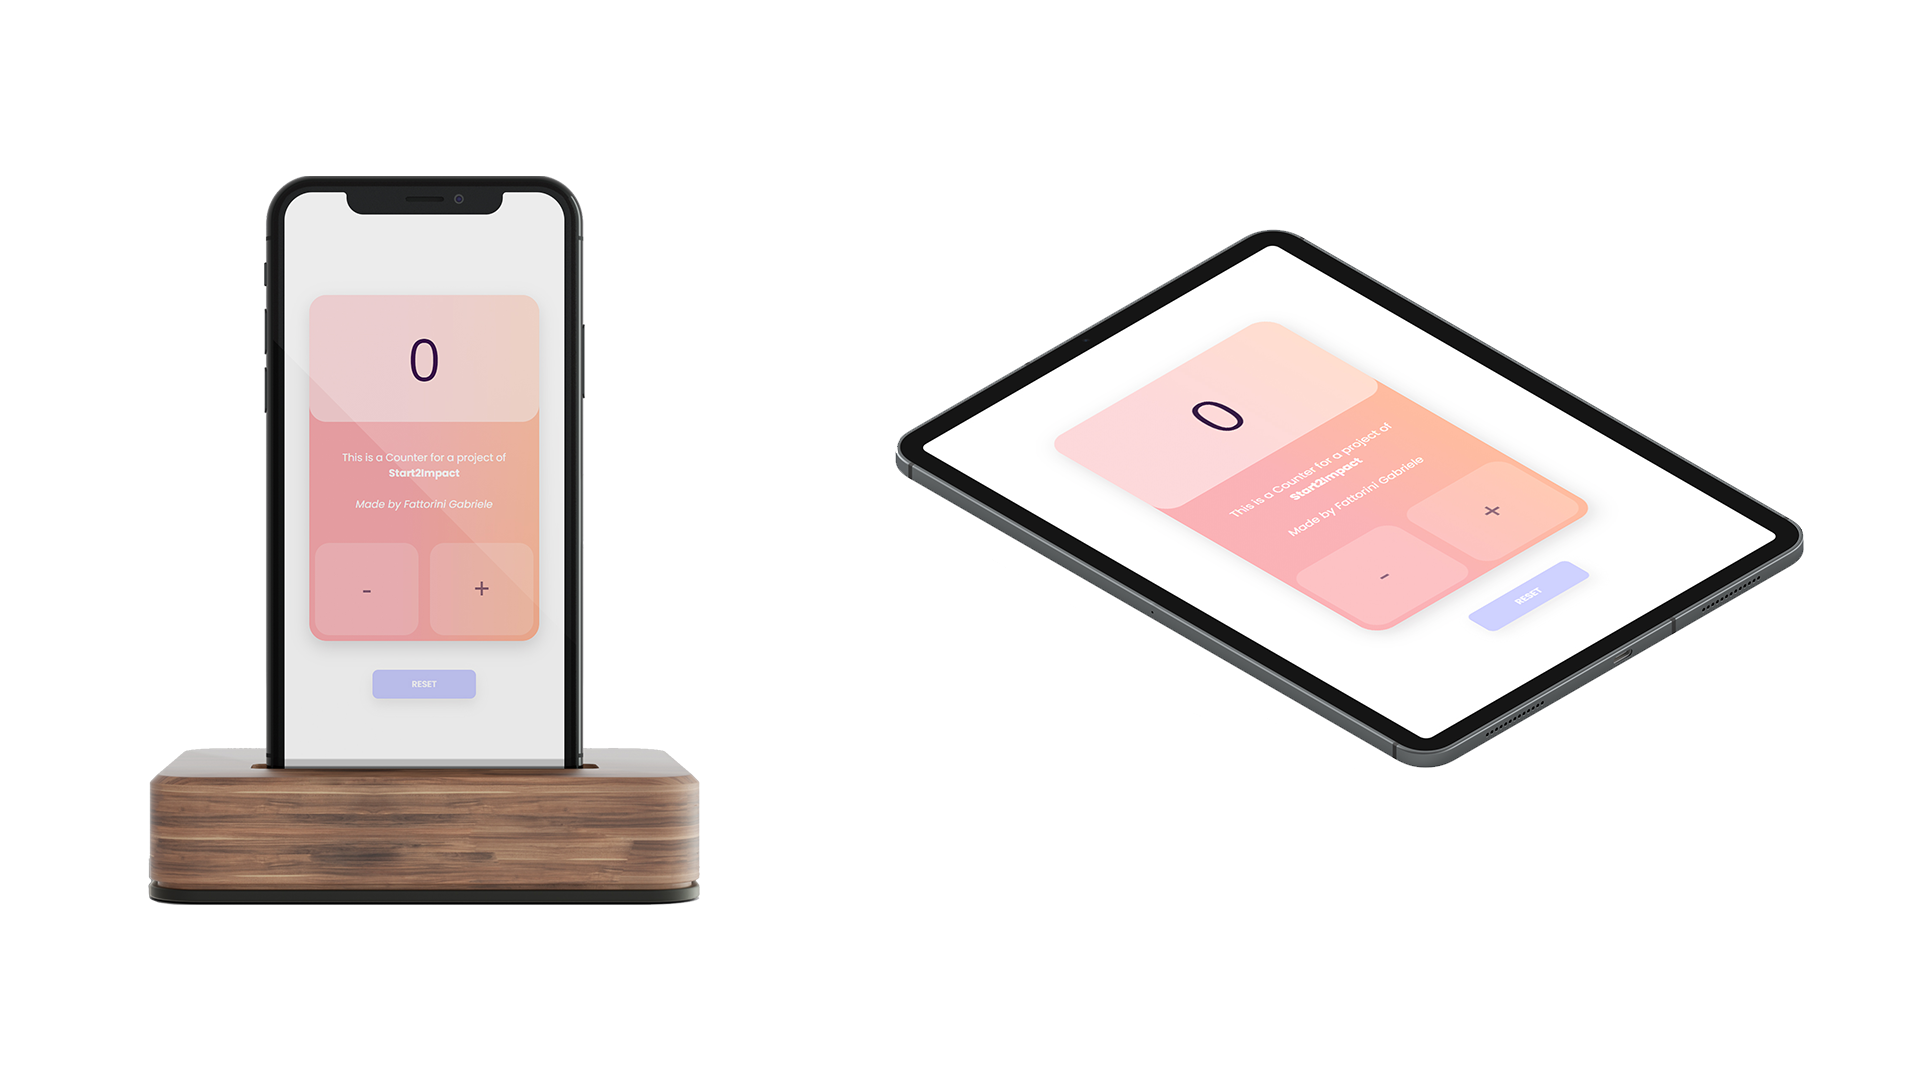 0
This is a Counter for a project of
Start2Impact
Made by Fattorini Gabriele
-
+
RESET
0
This is a Counter for a project of
Start2Impact
Made by Fattorini Gabriele
-
+
RESET